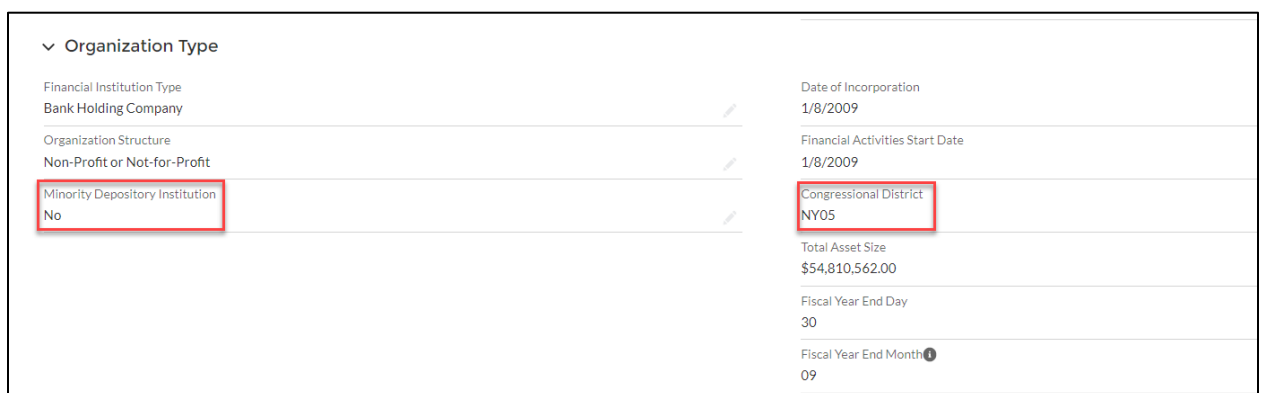 Organization Type
Financial Institution Type
Bank Holding Company
Organization Structure
Non-Profit or Not-for-Profit
Minority Depository Institution
No
Date of Incorporation
1/8/2009
Financial Activities Start Date
1/8/2009
Congressional District
NY05
Total Asset Size
$54,810,562.00
Fiscal Year End Day
30
Fiscal Year End Month
09